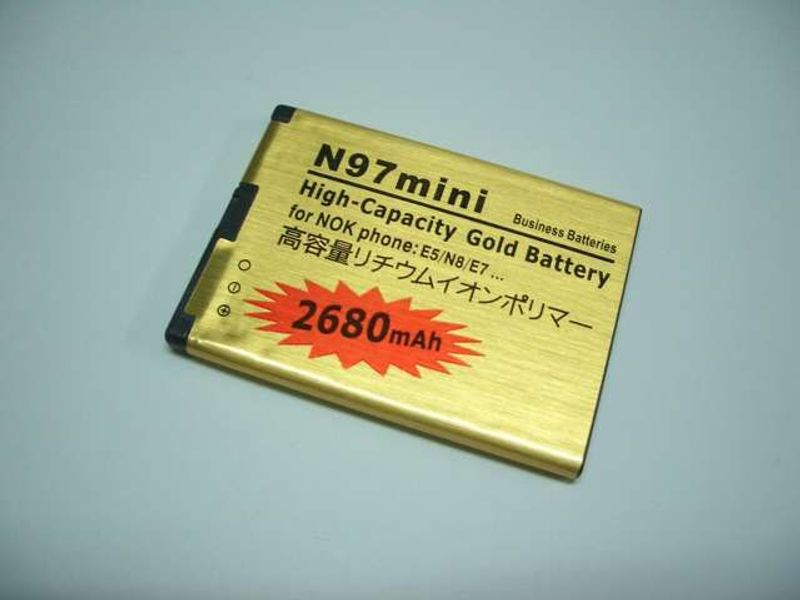 N97mini
Business Batteries
High-Capacity Gold Battery
for NOK phone: E5/N8/E7 ...
高容量リチウムイオンポリマー
2680mAh